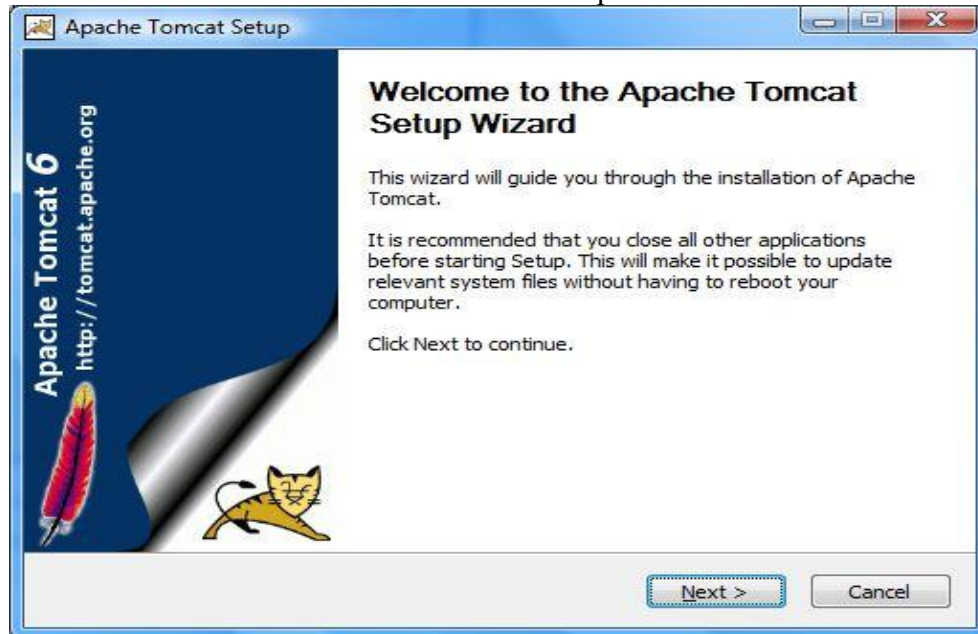 Apache Tomcat Setup
Apache Tomcat 6
http://tomcat.apache.org
Welcome to the Apache Tomcat
Setup Wizard
This wizard will guide you through the installation of Apache
Tomcat.
It is recommended that you close all other applications
before starting Setup. This will make it possible to update
relevant system files without having to reboot your
computer.
Click Next to continue.
Next >
Cancel